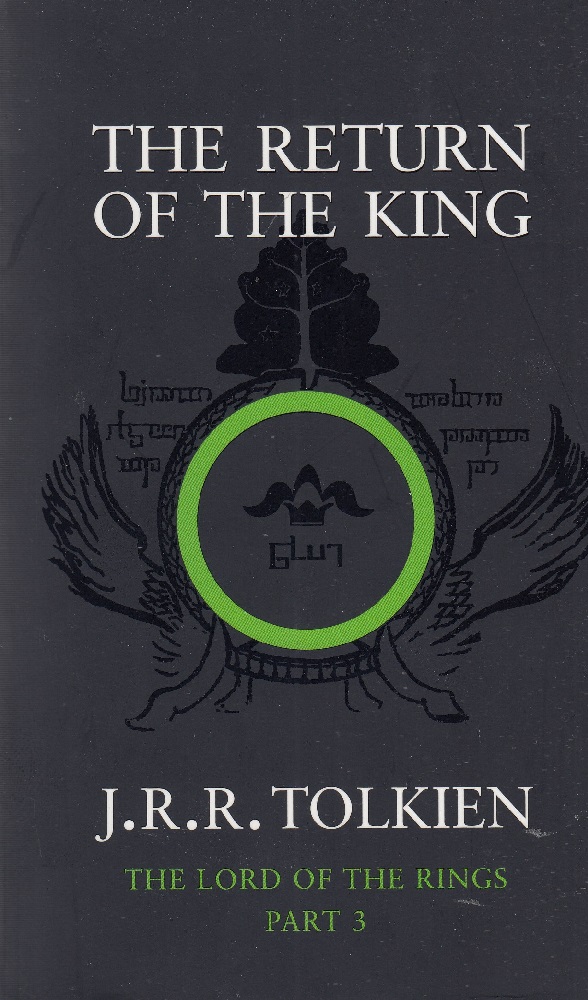 THE RETURN
OF THE KING
J.R.R. TOLKIEN
THE LORD OF THE RINGS
PART 3